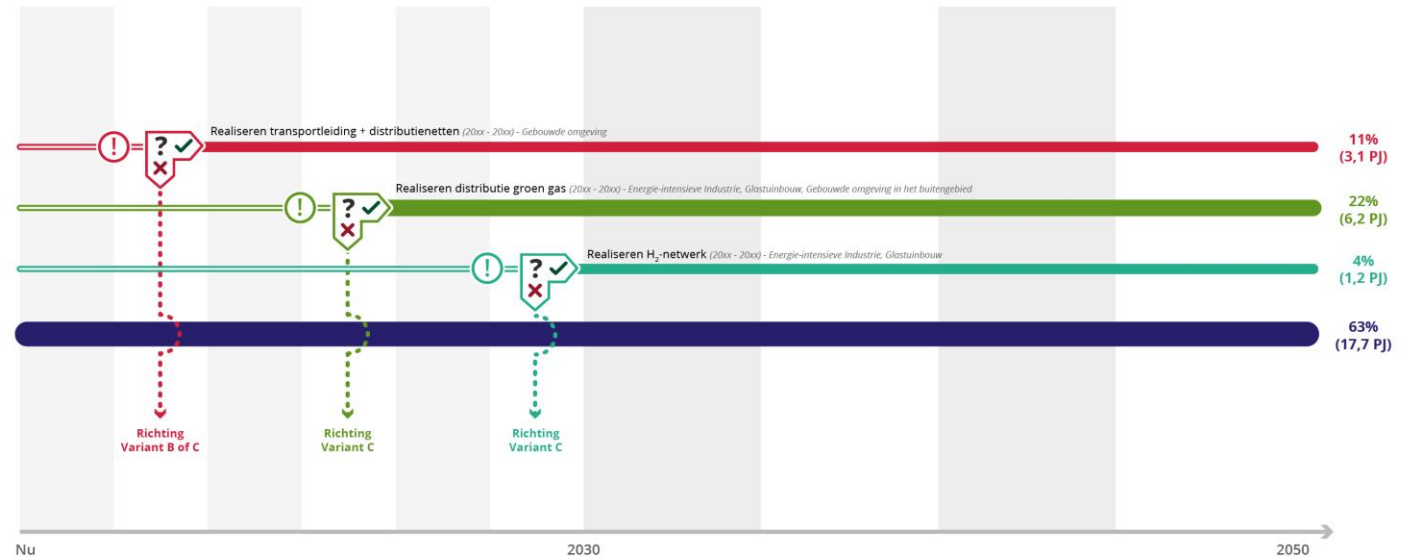 Realiseren transportleiding + distributienetten (20xx - 20xx) - Gebouwde omgeving
!
?
11%
(3,1 PJ)
Realiseren distributie groen gas (20xx - 20xx) - Energie-intensieve Industrie, Glastuinbouw, Gebouwde omgeving in het buitengebied
!
?
22%
(6,2 PJ)
Realiseren H₂-netwerk (20xx - 20xx) - Energie-intensieve Industrie, Glastuinbouw
!
?
4%
(1,2 PJ)
63%
(17,7 PJ)
Richting
Variant B of C
Richting
Variant C
Richting
Variant C
Nu
2030
2050